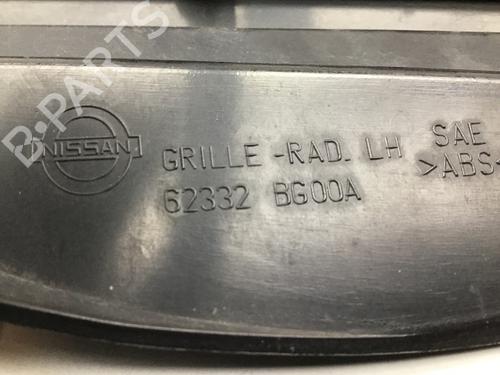 B-PARTS
NISSAN
GRILLE -RAD. LH SAE
62332 BG00A >ABS-